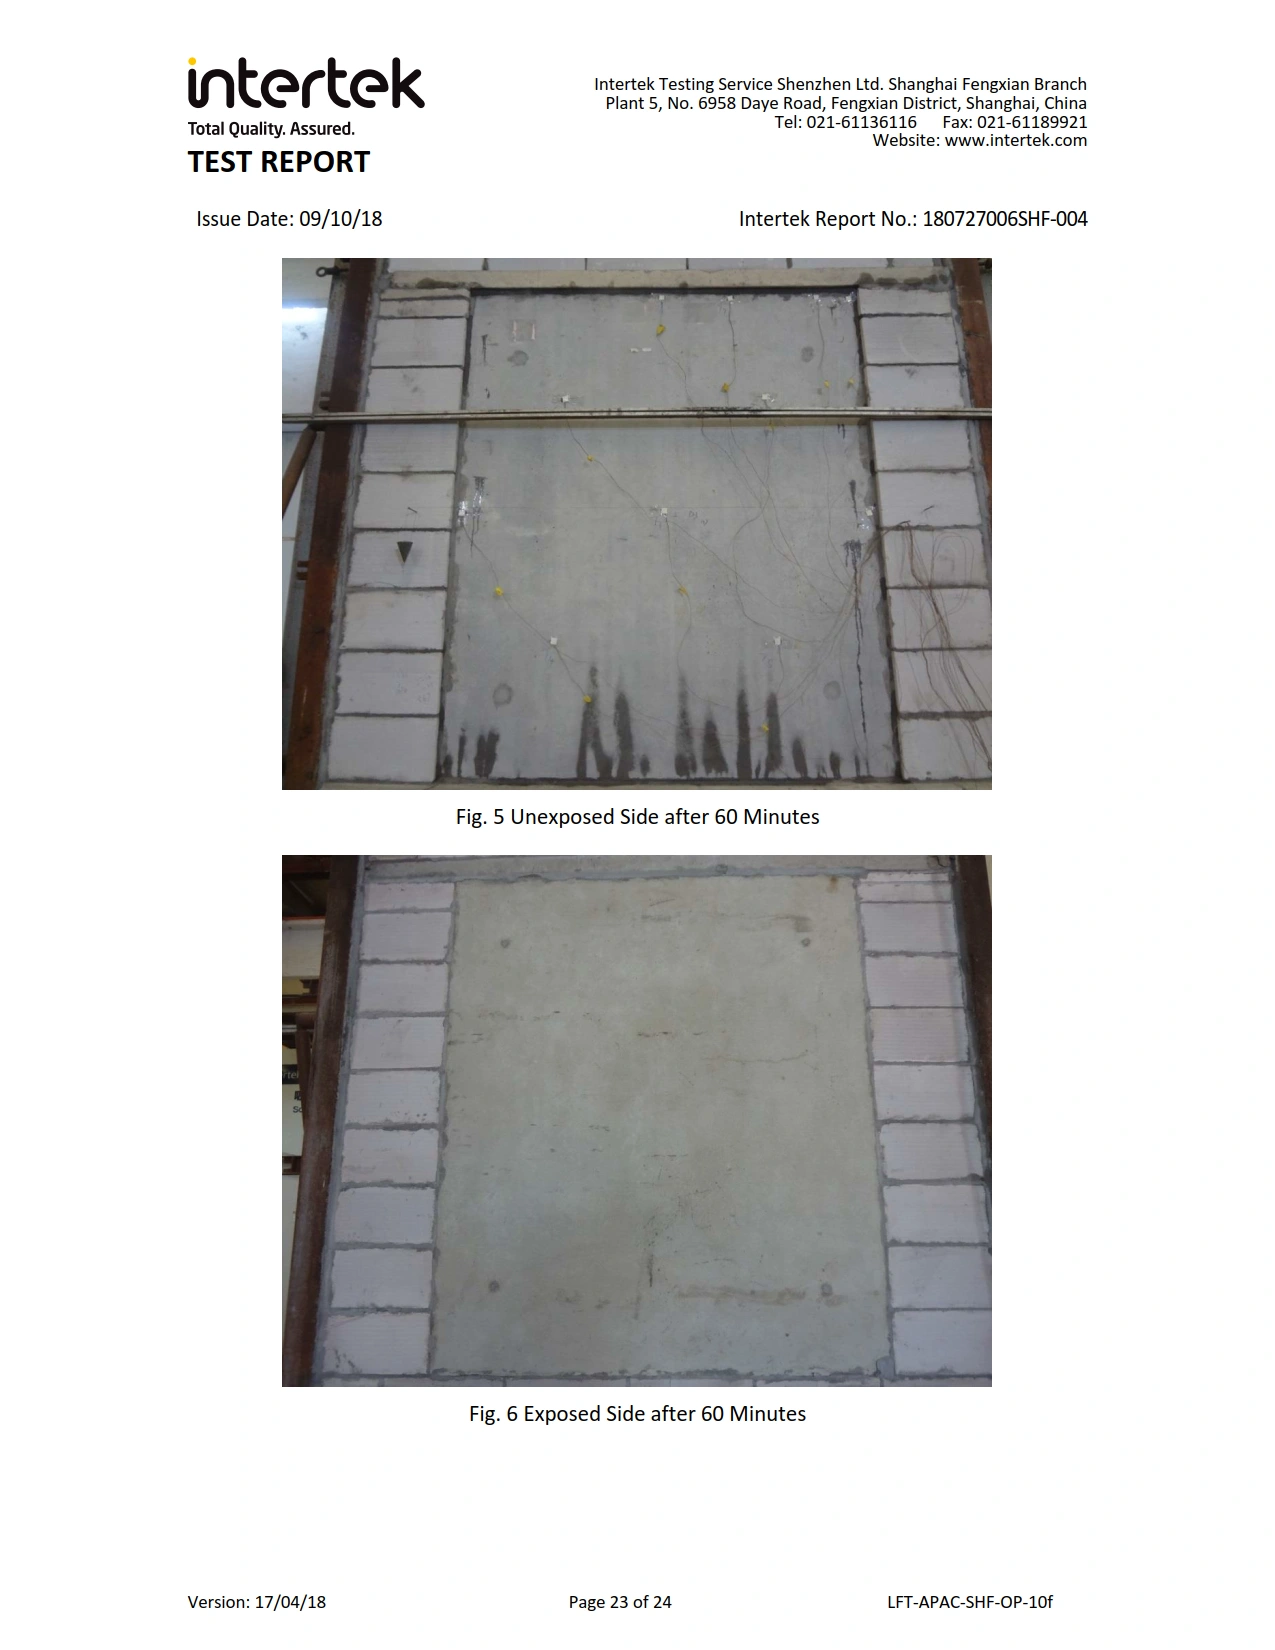 intertek
Total Quality. Assured.
TEST REPORT
Intertek Testing Service Shenzhen Ltd. Shanghai Fengxian Branch
Plant 5, No. 6958 Daye Road, Fengxian District, Shanghai, China
Tel: 021-61136116 Fax: 021-61189921
Website: www.intertek.com
Issue Date: 09/10/18
Intertek Report No.: 180727006SHF-004
Fig. 5 Unexposed Side after 60 Minutes
Fig. 6 Exposed Side after 60 Minutes
Version: 17/04/18
Page 23 of 24
LFT-APAC-SHF-OP-10f